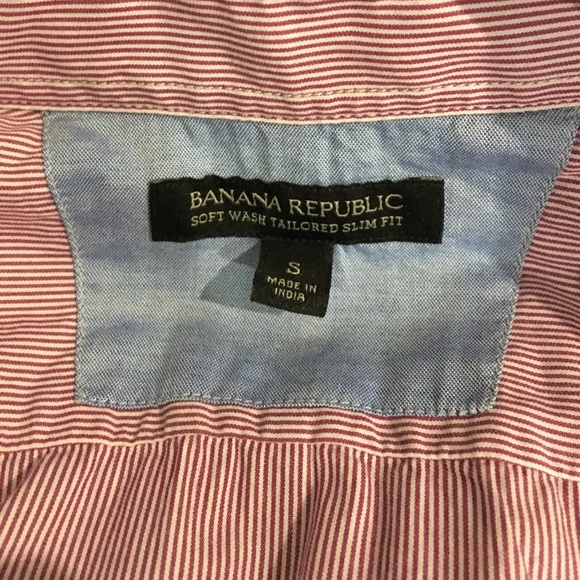 BANANA REPUBLIC
SOFT WASH TAILORED SLIM FIT
S
MADE IN
INDIA